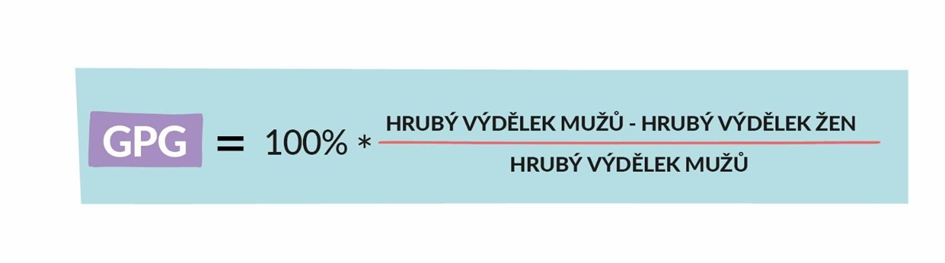 GPG = 100% * HRUBÝ VÝDĚLEK MUŽŮ - HRUBÝ VÝDĚLEK ŽEN
HRUBÝ VÝDĚLEK MUŽŮ